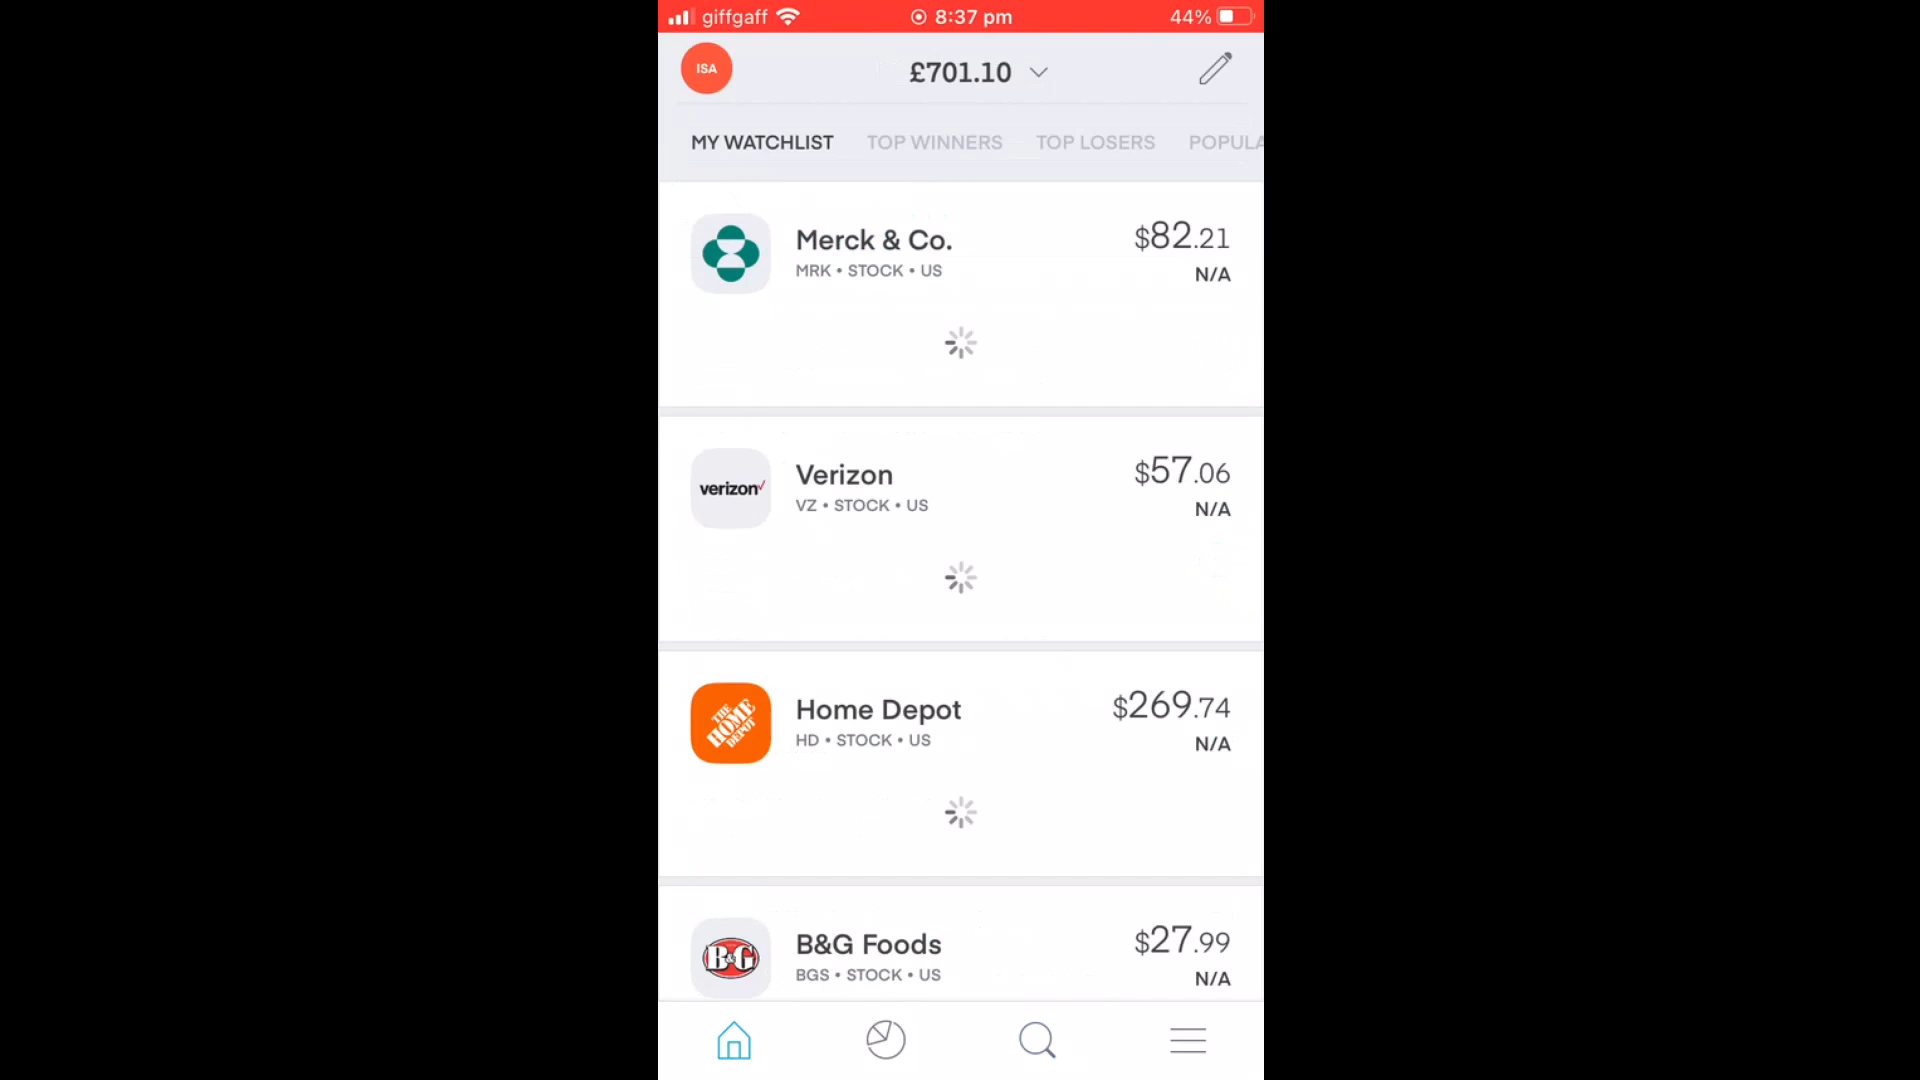 giffgaff 8:37 pm 44%
ISA £701.10
MY WATCHLIST TOP WINNERS TOP LOSERS POPULA
Merck & Co. $82.21
MRK • STOCK • US N/A
verizon Verizon $57.06
VZ • STOCK • US N/A
THE HOME DEPOT Home Depot $269.74
HD • STOCK • US N/A
B&G B&G Foods $27.99
BGS • STOCK • US N/A